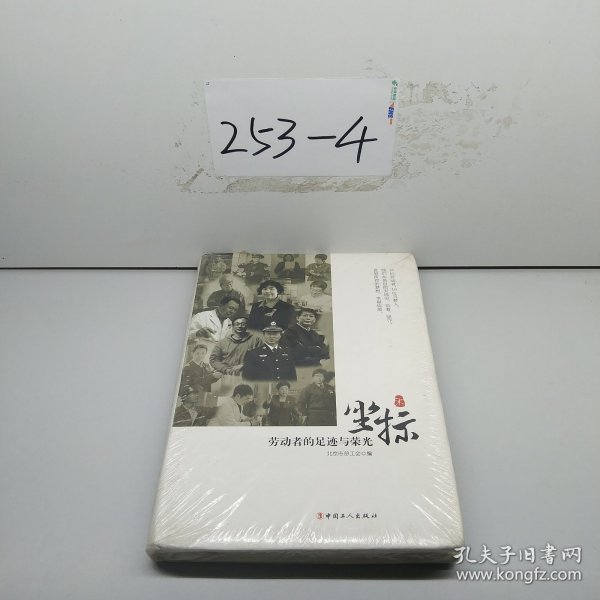 253-4
坐标
劳动者的足迹与荣光
北京市总工会◎编
中国工人出版社
孔夫子旧书网
www.kongfz.com